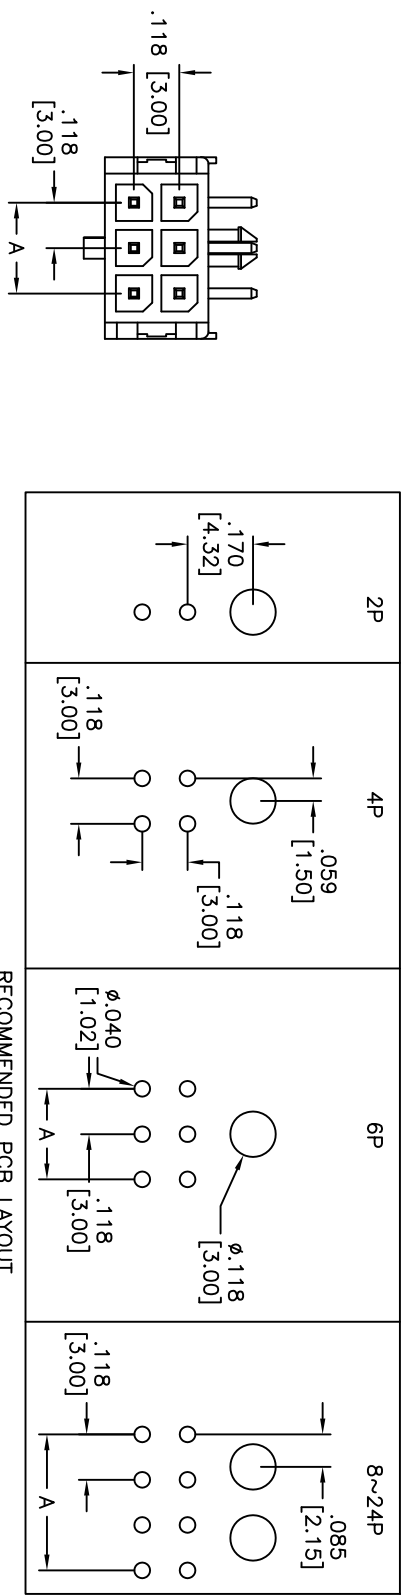 .118
[3.00]
.118
[3.00]
A
2P
.170
[4.32]
4P
.059
[1.50]
.118
[3.00]
.118
[3.00]
6P
ø.040
[1.02]
ø.118
[3.00]
.118
[3.00]
A
8~24P
.085
[2.15]
.118
[3.00]
A
RECOMMENDED PCB LAYOUT